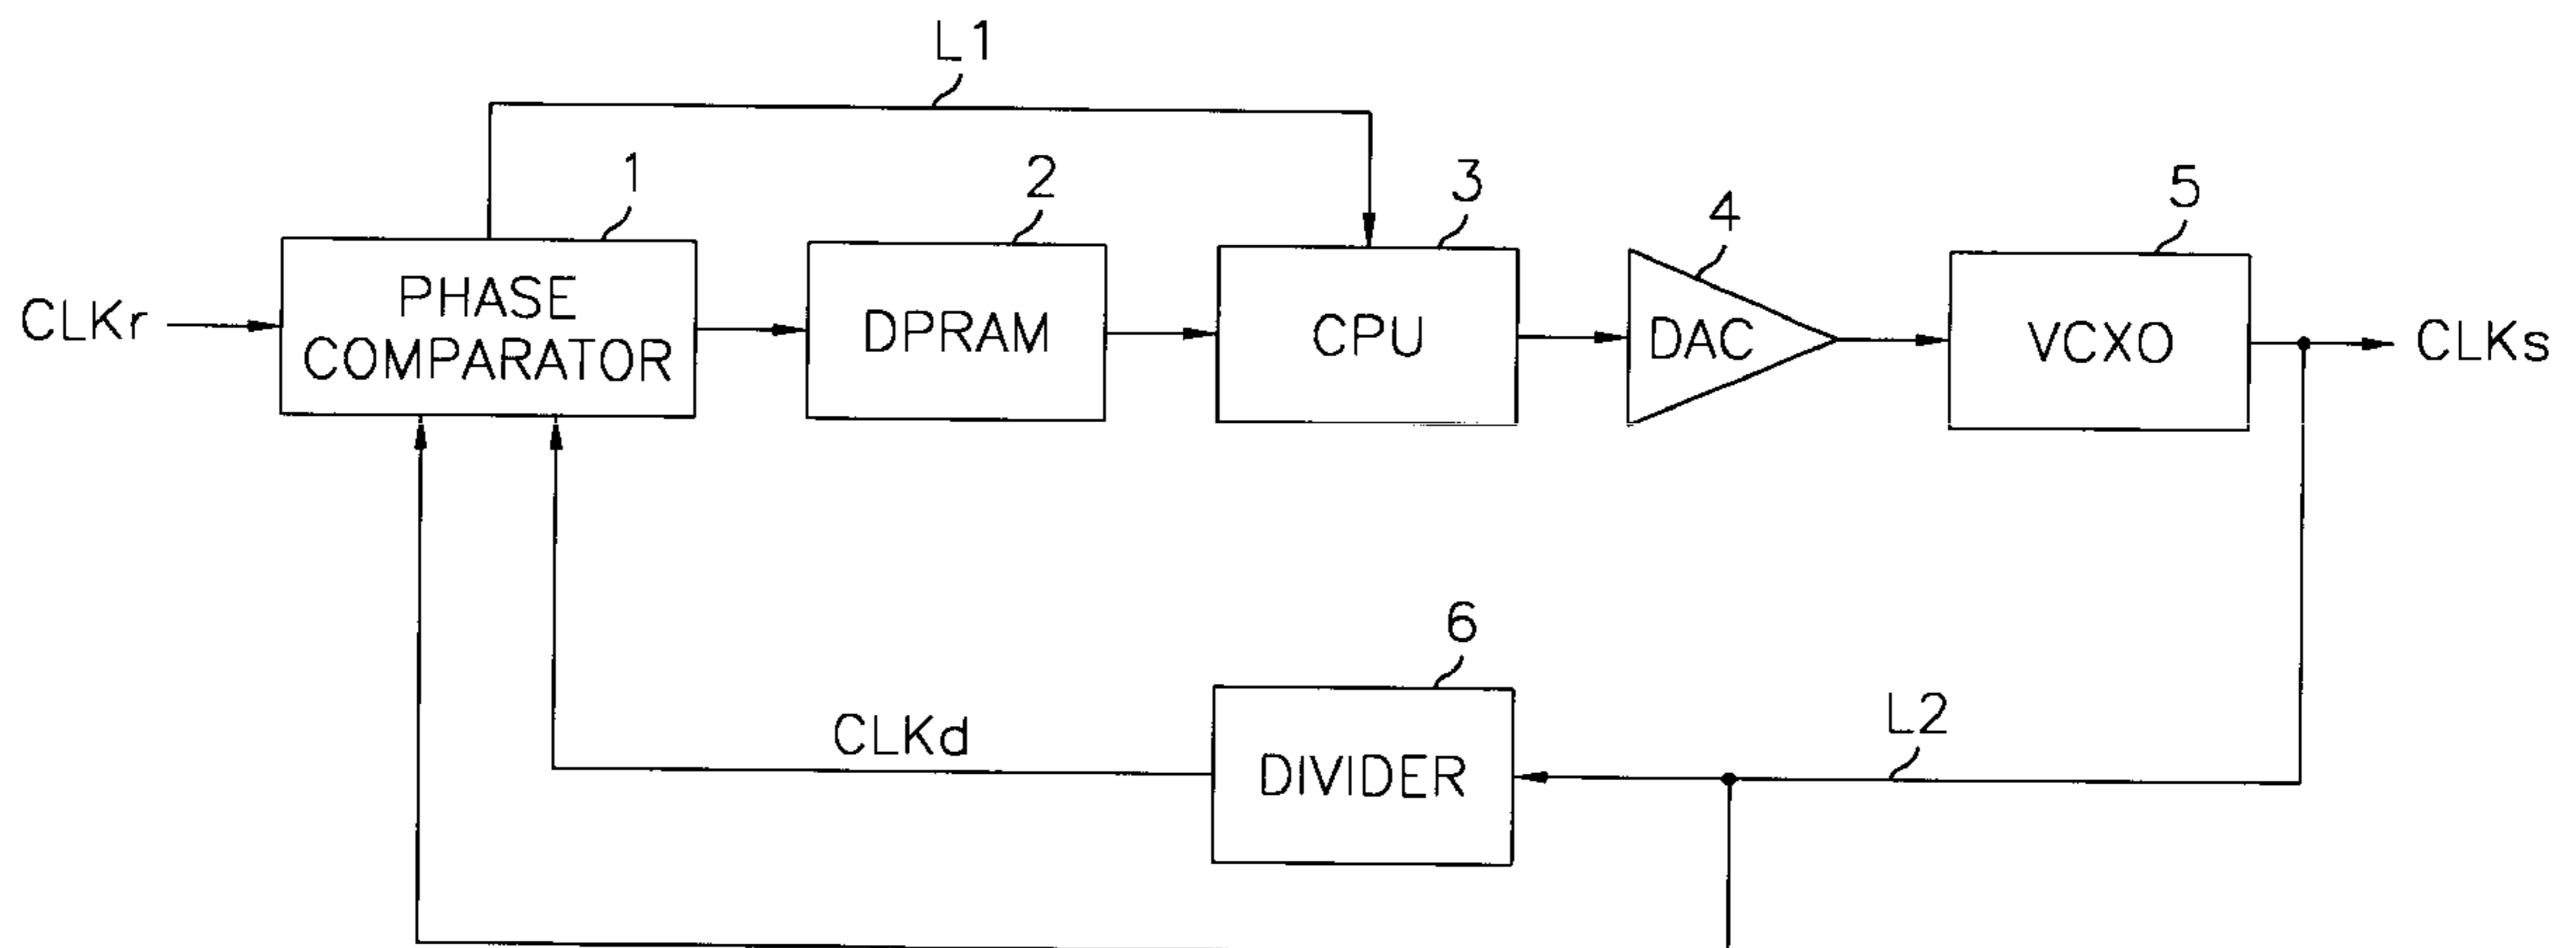 L1
1
2
3
4
5
CLKr
PHASE
COMPARATOR
DPRAM
CPU
DAC
VCXO
CLKs
6
L2
CLKd
DIVIDER